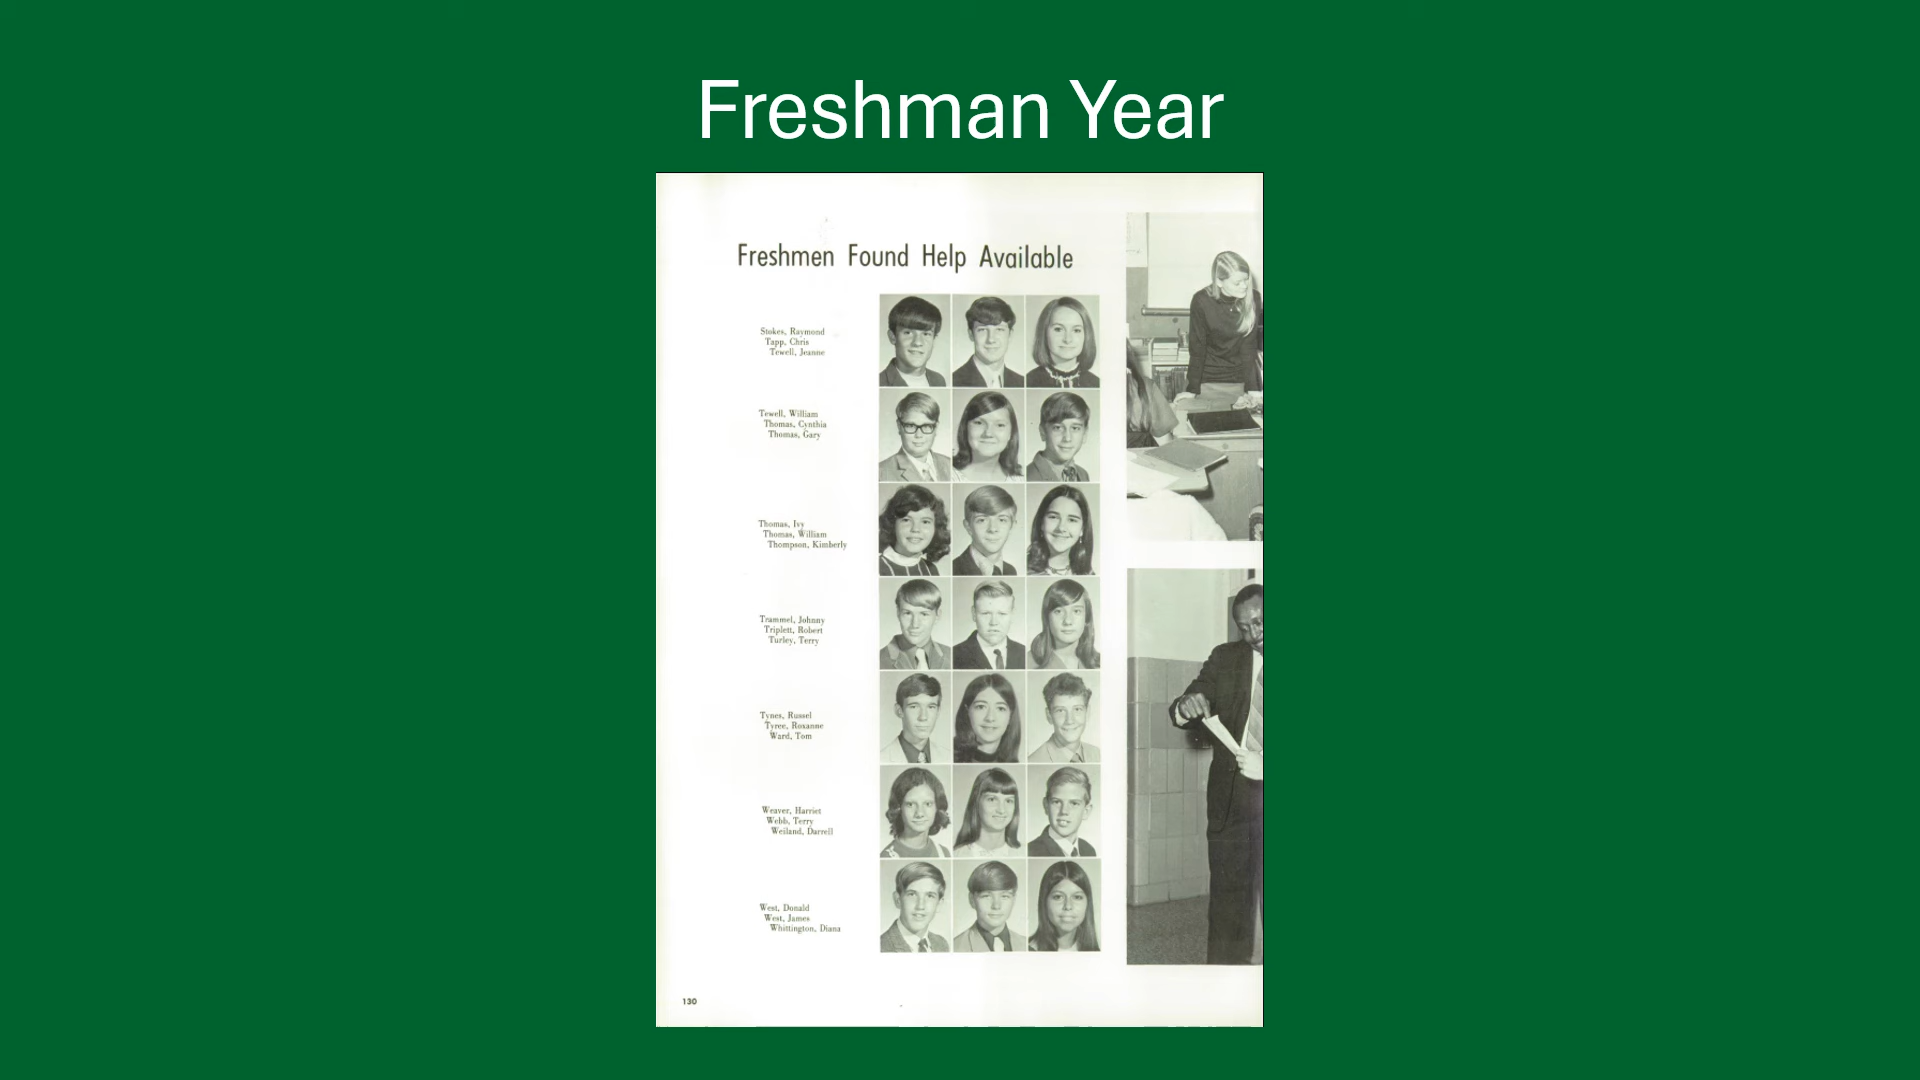 Freshman Year
Freshmen Found Help Available
Stokes, Raymond
Tapp, Chris
Tewell, Jeanne
Tewell, William
Thomas, Cynthia
Thomas, Gary
Thomas, Ivy
Thomas, William
Thompson, Kimberly
Trammel, Johnny
Triplett, Robert
Turley, Terry
Tynes, Russel
Tyree, Roxanne
Ward, Tom
Weaver, Harriet
Webb, Terry
Weiland, Darrell
West, Donald
West, James
Whittington, Diana
130